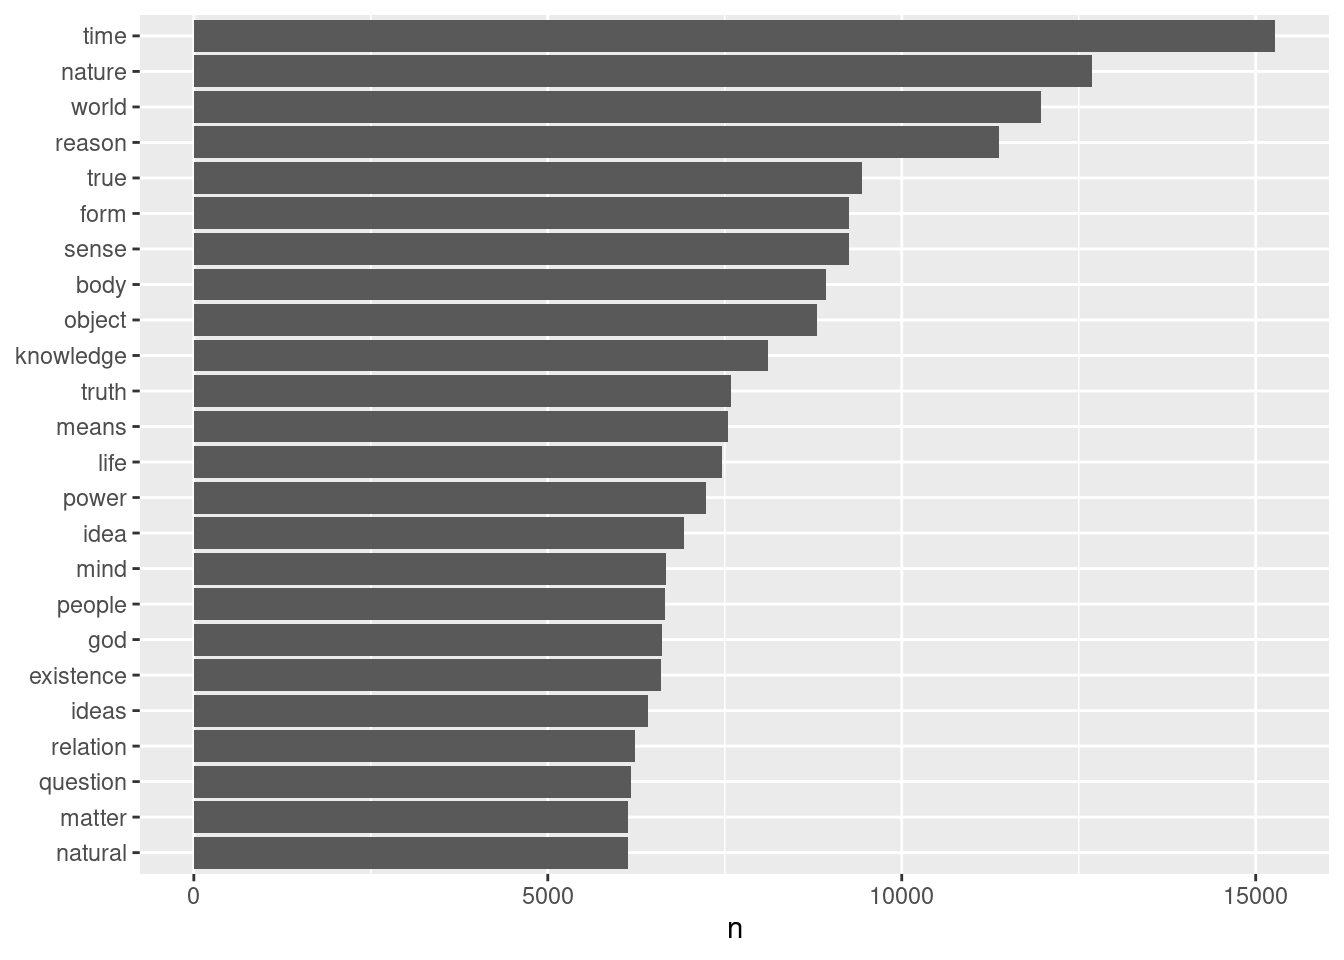 time
nature
world
reason
true
form
sense
body
object
knowledge
truth
means
life
power
idea
mind
people
god
existence
ideas
relation
question
matter
natural
0 5000 10000 15000
n